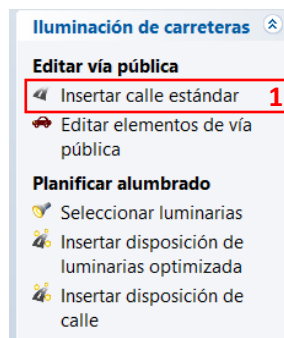 Iluminación de carreteras
Editar vía pública
Insertar calle estándar 1
Editar elementos de vía
pública
Planificar alumbrado
Seleccionar luminarias
Insertar disposición de
luminarias optimizada
Insertar disposición de
calle